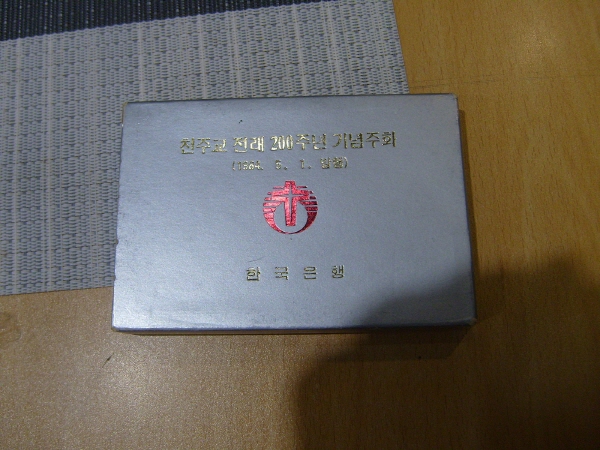 천주교 전래 200주년 기념주화
(1984. 5. 1. 발행)
한국은행